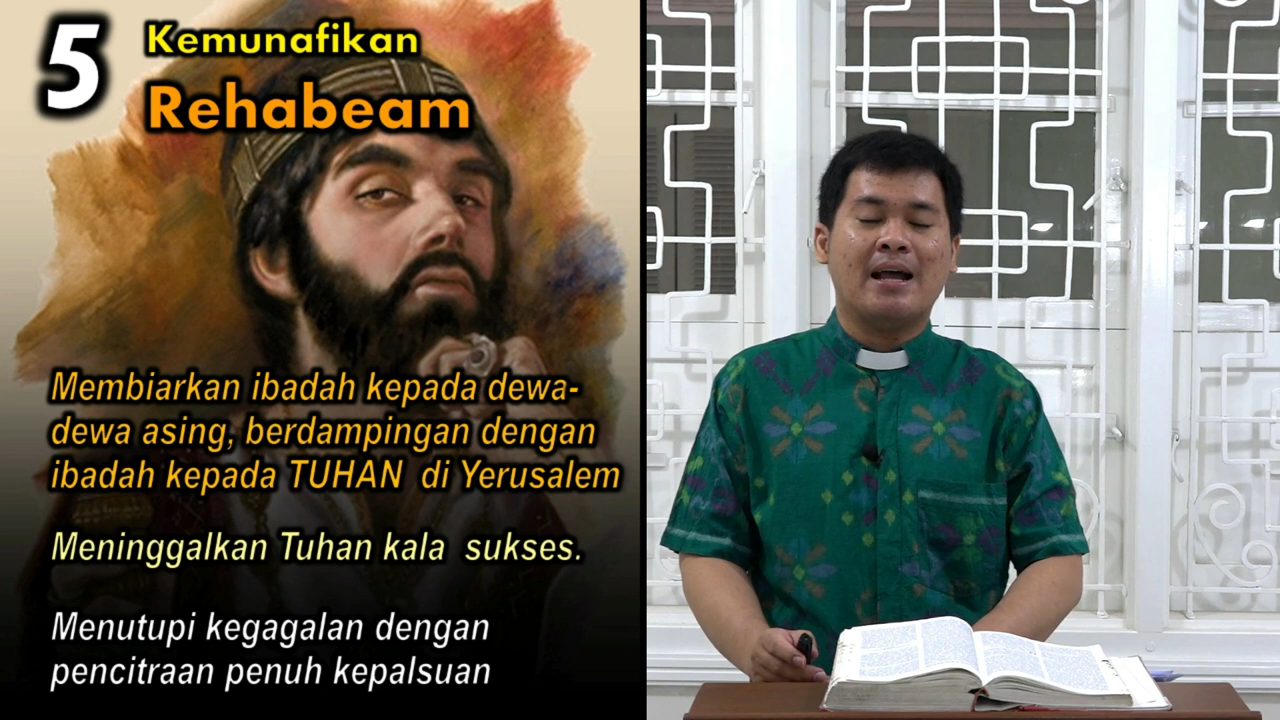 5
Kemunafikan
Rehabeam
Membiarkan ibadah kepada dewa-
dewa asing, berdampingan dengan
ibadah kepada TUHAN di Yerusalem
Meninggalkan Tuhan kala sukses.
Menutupi kegagalan dengan
pencitraan penuh kepalsuan